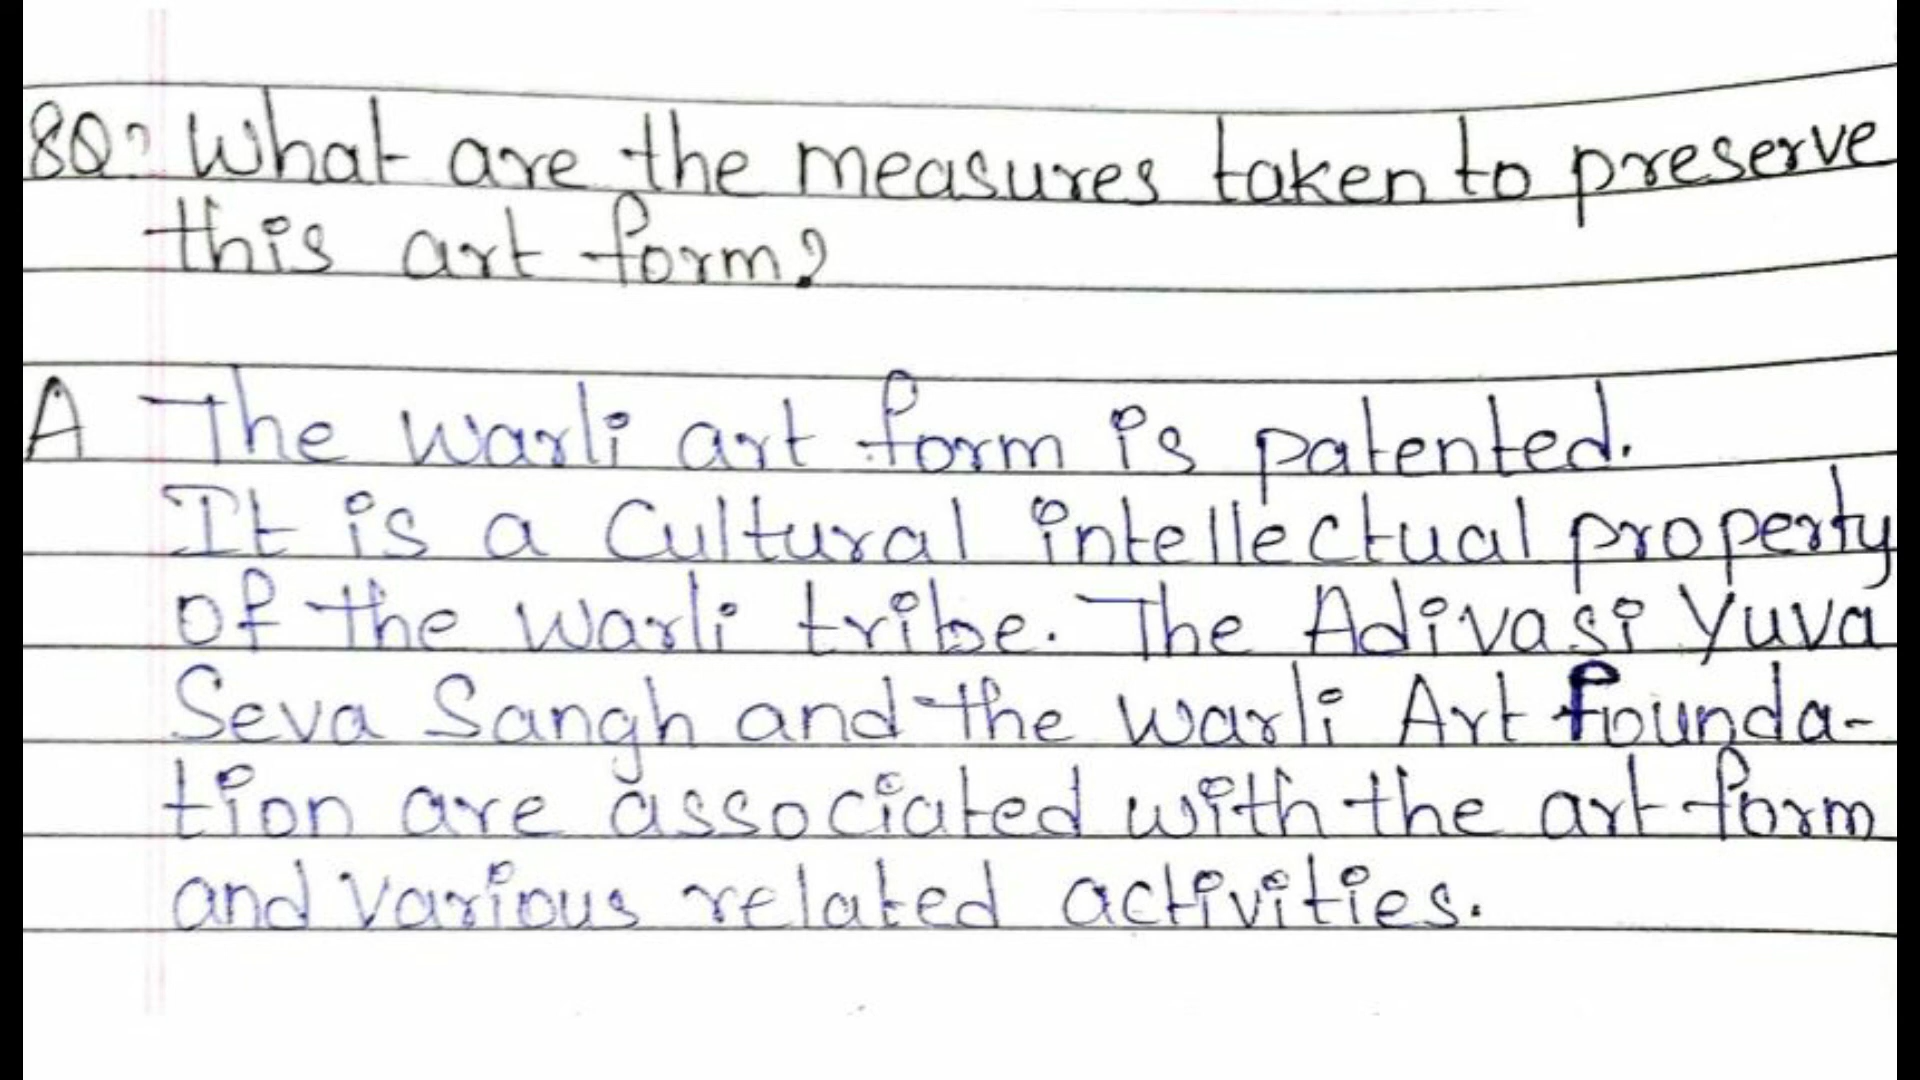 8Q? What are the measures taken to preserve
this art form?
A The warli art form is patented.
It is a Cultural intellectual property
of the warli tribe. The Adivasi Yuva
Seva Sangh and the warli Art Founda-
tion are associated with the art form
and various related activities.